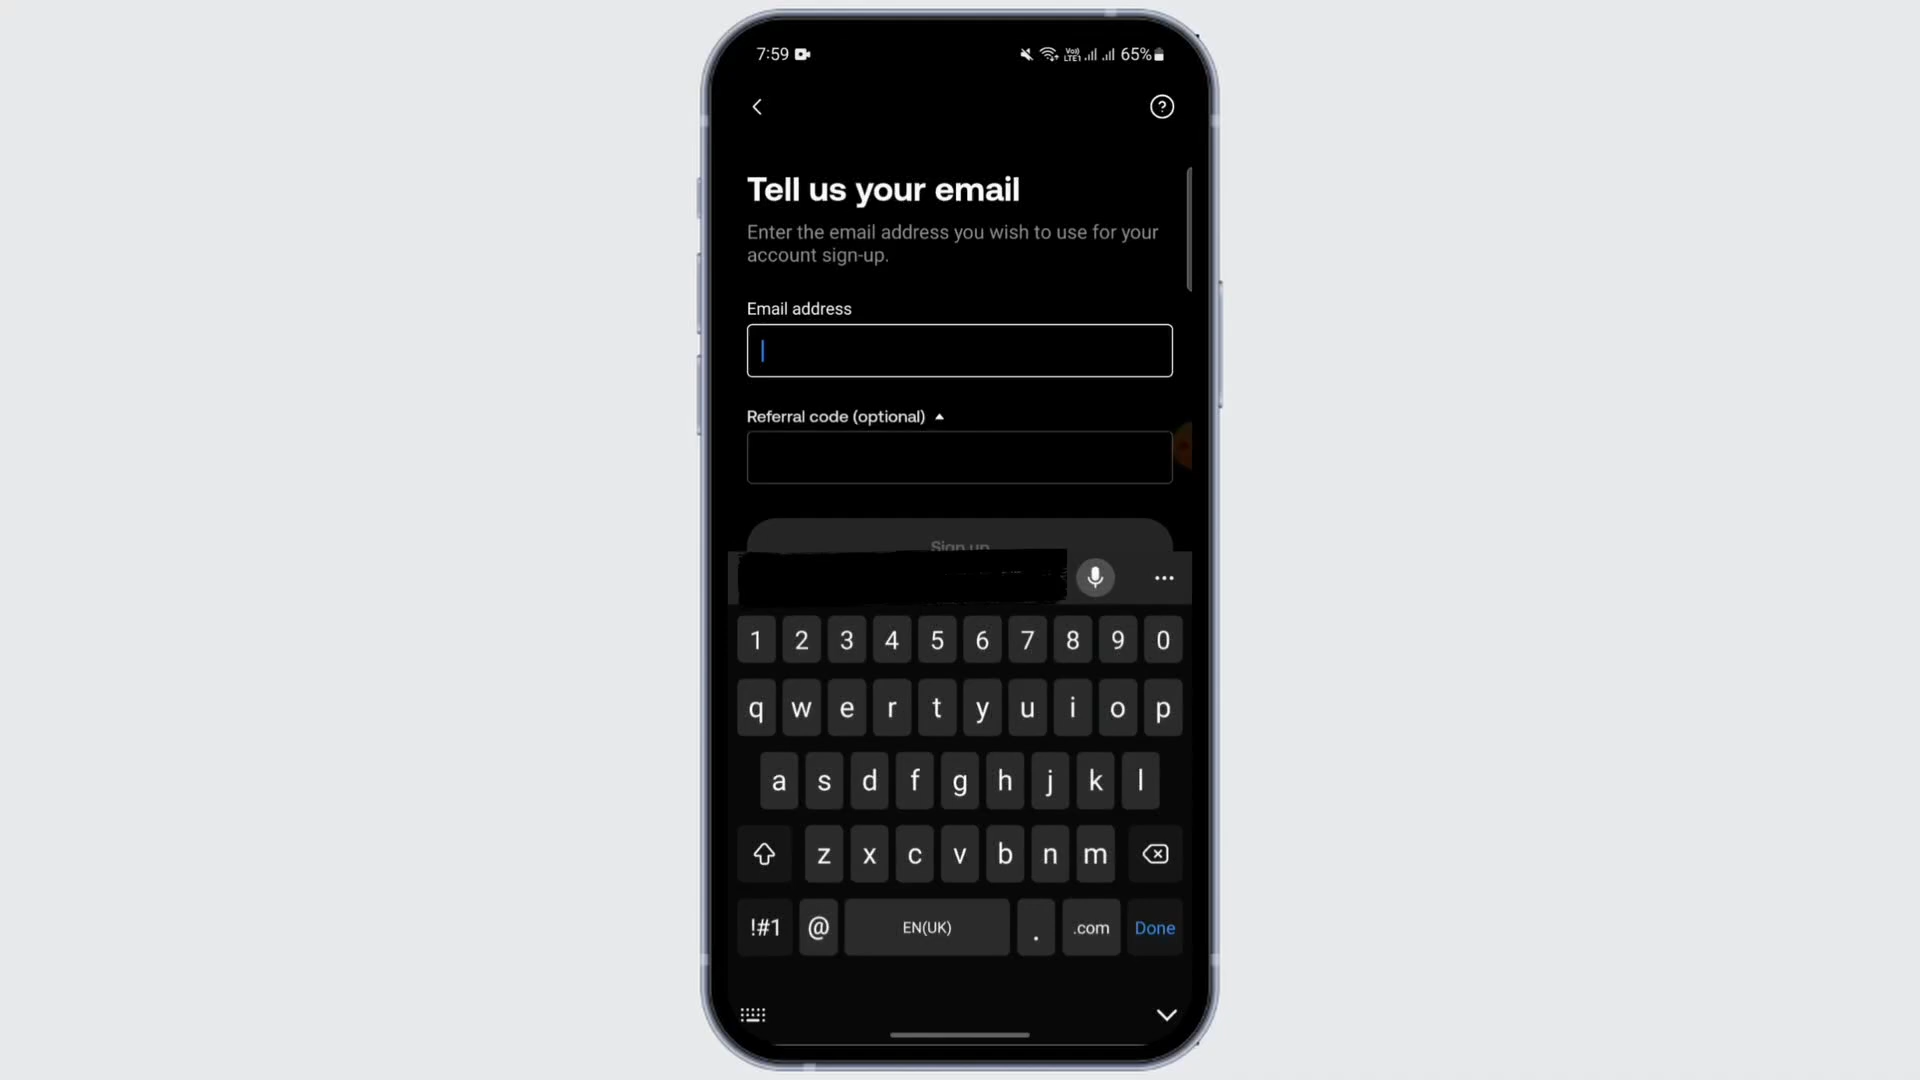 7:59
Vo)) LTE1 65%
?
Tell us your email
Enter the email address you wish to use for your
account sign-up.
Email address
Referral code (optional)
Sign up
1 2 3 4 5 6 7 8 9 0
q w e r t y u i o p
a s d f g h j k l
z x c v b n m
!#1 @ EN(UK) . .com Done